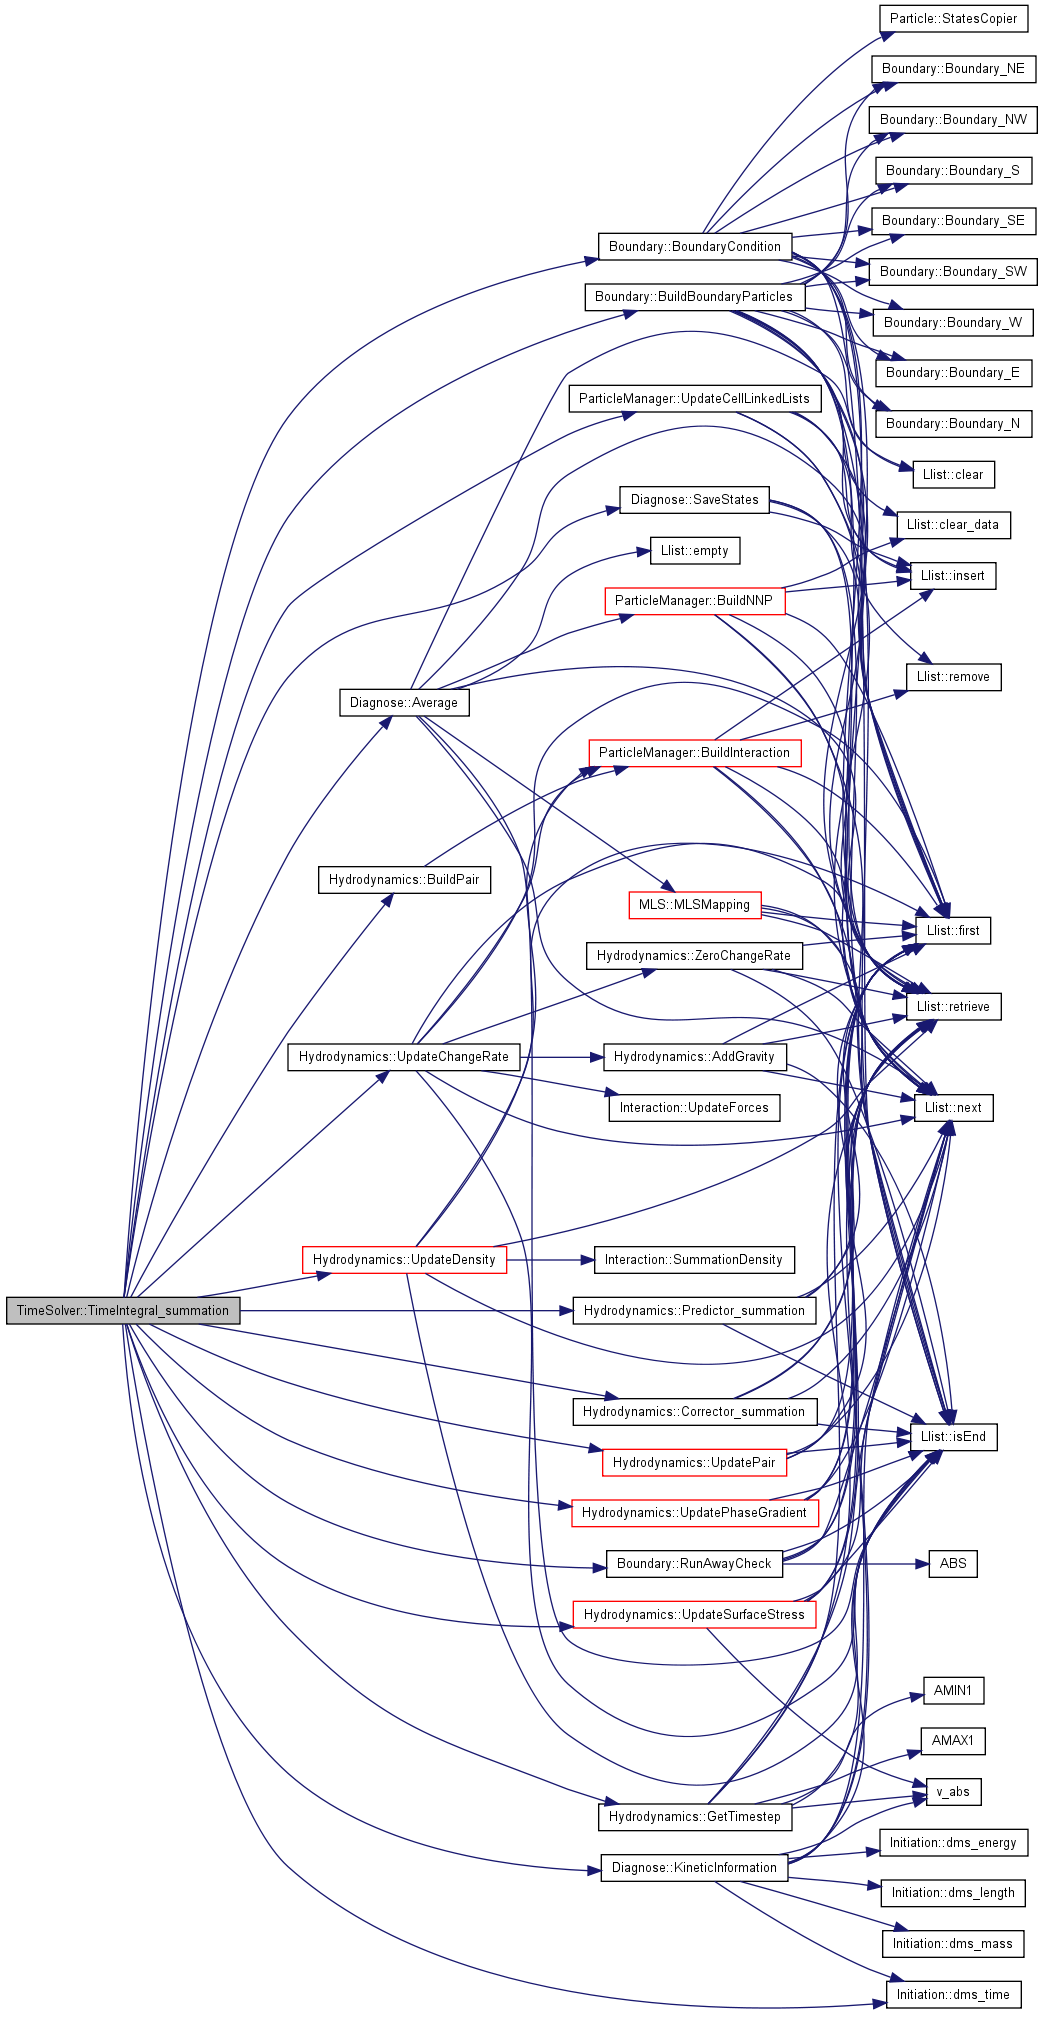 Particle::StatesCopier
Boundary::Boundary_NE
Boundary::Boundary_NW
Boundary::Boundary_S
Boundary::Boundary_SE
Boundary::BoundaryCondition
Boundary::Boundary_SW
Boundary::BuildBoundaryParticles
Boundary::Boundary_W
Boundary::Boundary_E
ParticleManager::UpdateCellLinkedLists
Boundary::Boundary_N
Llist::clear
Diagnose::SaveStates
Llist::clear_data
Llist::empty
Llist::insert
ParticleManager::BuildNNP
Llist::remove
Diagnose::Average
ParticleManager::BuildInteraction
Hydrodynamics::BuildPair
MLS::MLSMapping
Llist::first
Hydrodynamics::ZeroChangeRate
Llist::retrieve
Hydrodynamics::UpdateChangeRate
Hydrodynamics::AddGravity
Interaction::UpdateForces
Llist::next
Hydrodynamics::UpdateDensity
Interaction::SummationDensity
TimeSolver::TimeIntegral_summation
Hydrodynamics::Predictor_summation
Hydrodynamics::Corrector_summation
Llist::isEnd
Hydrodynamics::UpdatePair
Hydrodynamics::UpdatePhaseGradient
Boundary::RunAwayCheck
ABS
Hydrodynamics::UpdateSurfaceStress
AMIN1
AMAX1
v_abs
Hydrodynamics::GetTimestep
Initiation::dms_energy
Diagnose::KineticInformation
Initiation::dms_length
Initiation::dms_mass
Initiation::dms_time